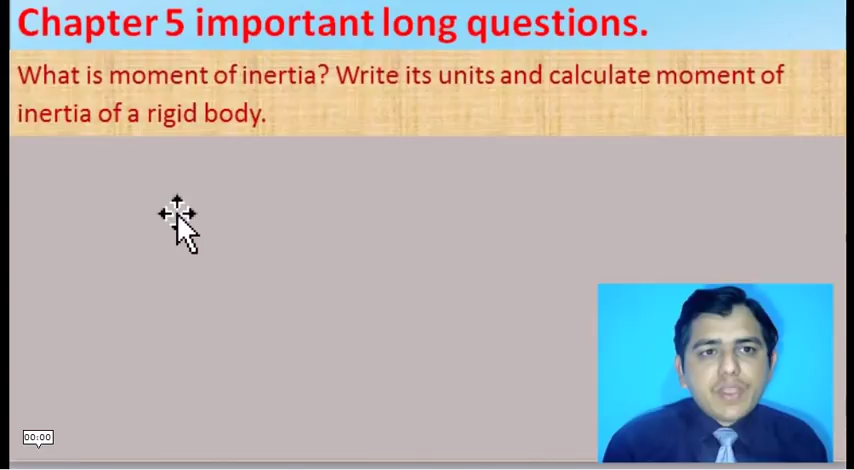 Chapter 5 important long questions.
What is moment of inertia? Write its units and calculate moment of
inertia of a rigid body.
00:00